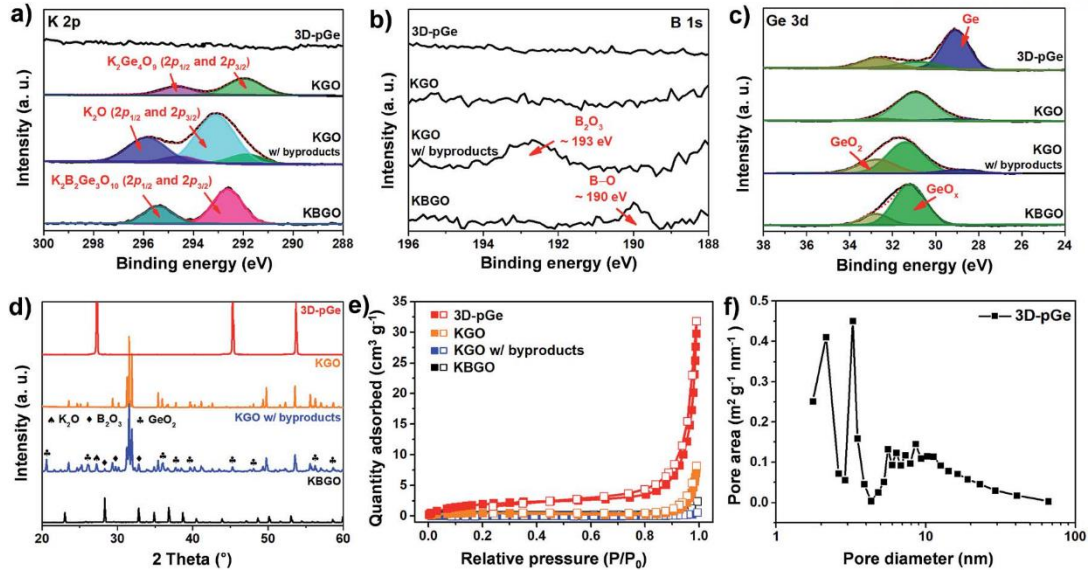 a)
K 2p
3D-pGe
K2Ge4O9 (2p1/2 and 2p3/2)
KGO
K2O (2p1/2 and 2p3/2)
KGO
w/ byproducts
K2B2Ge3O10 (2p1/2 and 2p3/2)
KBGO
Intensity (a. u.)
300 298 296 294 292 290 288
Binding energy (eV)
b)
B 1s
3D-pGe
KGO
B2O3
~ 193 eV
KGO
w/ byproducts
B–O
~ 190 eV
KBGO
Intensity (a. u.)
196 194 192 190 188
Binding energy (eV)
c)
Ge 3d
Ge
3D-pGe
KGO
GeO2
KGO
w/ byproducts
GeOx
KBGO
Intensity (a. u.)
38 36 34 32 30 28 26 24
Binding energy (eV)
d)
3D-pGe
KGO
KGO w/ byproducts
♠ K2O ♦ B2O3 ♣ GeO2
KBGO
Intensity (a. u.)
20 30 40 50 60
2 Theta (°)
e)
35
30
25
20
15
10
5
0
3D-pGe
KGO
KGO w/ byproducts
KBGO
Quantity adsorbed (cm3 g-1)
0.0 0.2 0.4 0.6 0.8 1.0
Relative pressure (P/P0)
f)
0.5
0.4
0.3
0.2
0.1
0.0
3D-pGe
Pore area (m2 g-1 nm-1)
1 10 100
Pore diameter (nm)